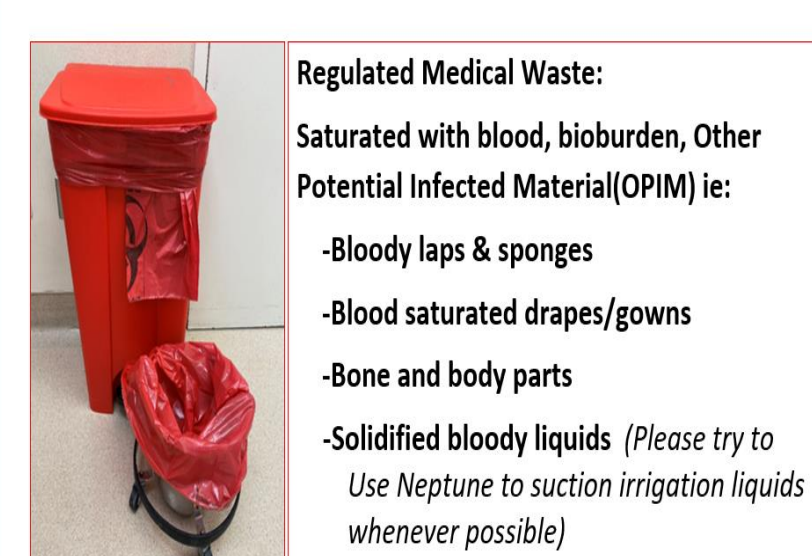 Regulated Medical Waste:
Saturated with blood, bioburden, Other
Potential Infected Material(OPIM) ie:
-Bloody laps & sponges
-Blood saturated drapes/gowns
-Bone and body parts
-Solidified bloody liquids (Please try to
Use Neptune to suction irrigation liquids
whenever possible)